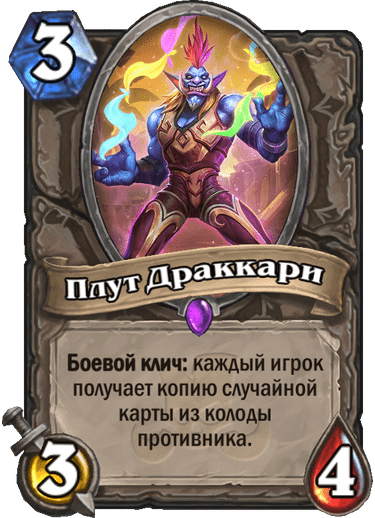 3
Плут Драккари
Боевой клич: каждый игрок
получает копию случайной
карты из колоды
противника.
3
4